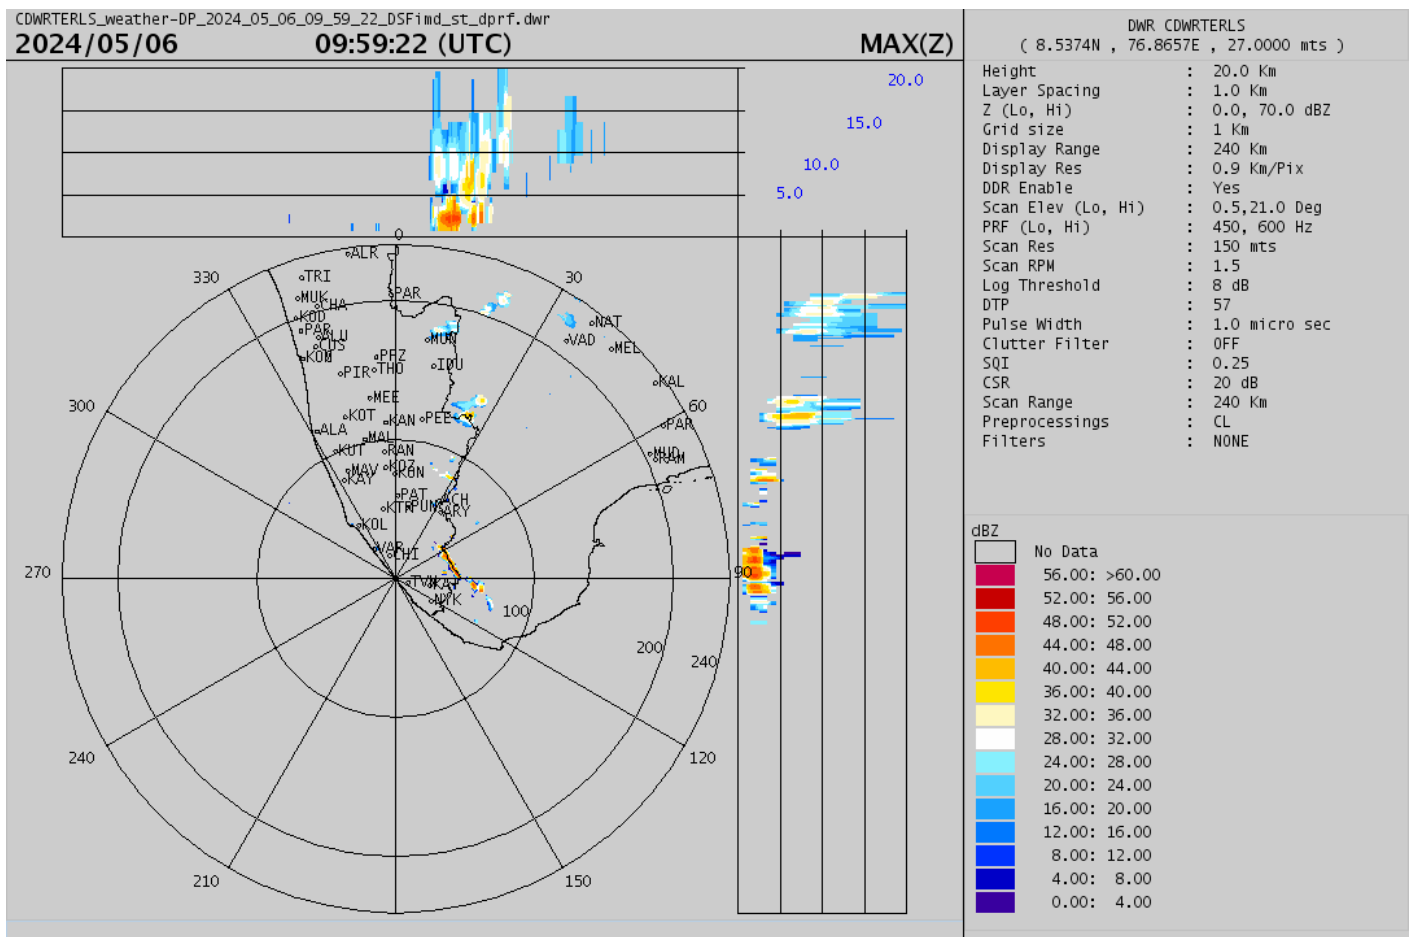 CDWRTERLS_weather-DP_2024_05_06_09_59_22_DSFimd_st_dprf.dwr
2024/05/06 09:59:22 (UTC) MAX(Z)
20.0
15.0
10.0
5.0
0
ALR
330
TRI
30
MUK
CHA
PAR
KOD
PAR
ALU
CDS
NAT
MUN
VAD
MEL
KOM
PFZ
PIR
THO
IDU
KAL
MEE
300
KOT
KAN
PEE
60
PAR
ALA
MAL
KUT
RAN
MUD
RAM
MAV
KOZ
KON
KAY
PAT
ACH
KTR
PUN
ARY
KOL
VAR
CHI
270
90
TVM
KAT
NYK
100
200
240
240
120
210
150
DWR CDWRTERLS
( 8.5374N , 76.8657E , 27.0000 mts )
Height : 20.0 Km
Layer Spacing : 1.0 Km
Z (Lo, Hi) : 0.0, 70.0 dBZ
Grid size : 1 Km
Display Range : 240 Km
Display Res : 0.9 Km/Pix
DDR Enable : Yes
Scan Elev (Lo, Hi) : 0.5,21.0 Deg
PRF (Lo, Hi) : 450, 600 Hz
Scan Res : 150 mts
Scan RPM : 1.5
Log Threshold : 8 dB
DTP : 57
Pulse Width : 1.0 micro sec
Clutter Filter : OFF
SQI : 0.25
CSR : 20 dB
Scan Range : 240 Km
Preprocessings : CL
Filters : NONE
dBZ
No Data
56.00: >60.00
52.00: 56.00
48.00: 52.00
44.00: 48.00
40.00: 44.00
36.00: 40.00
32.00: 36.00
28.00: 32.00
24.00: 28.00
20.00: 24.00
16.00: 20.00
12.00: 16.00
8.00: 12.00
4.00: 8.00
0.00: 4.00